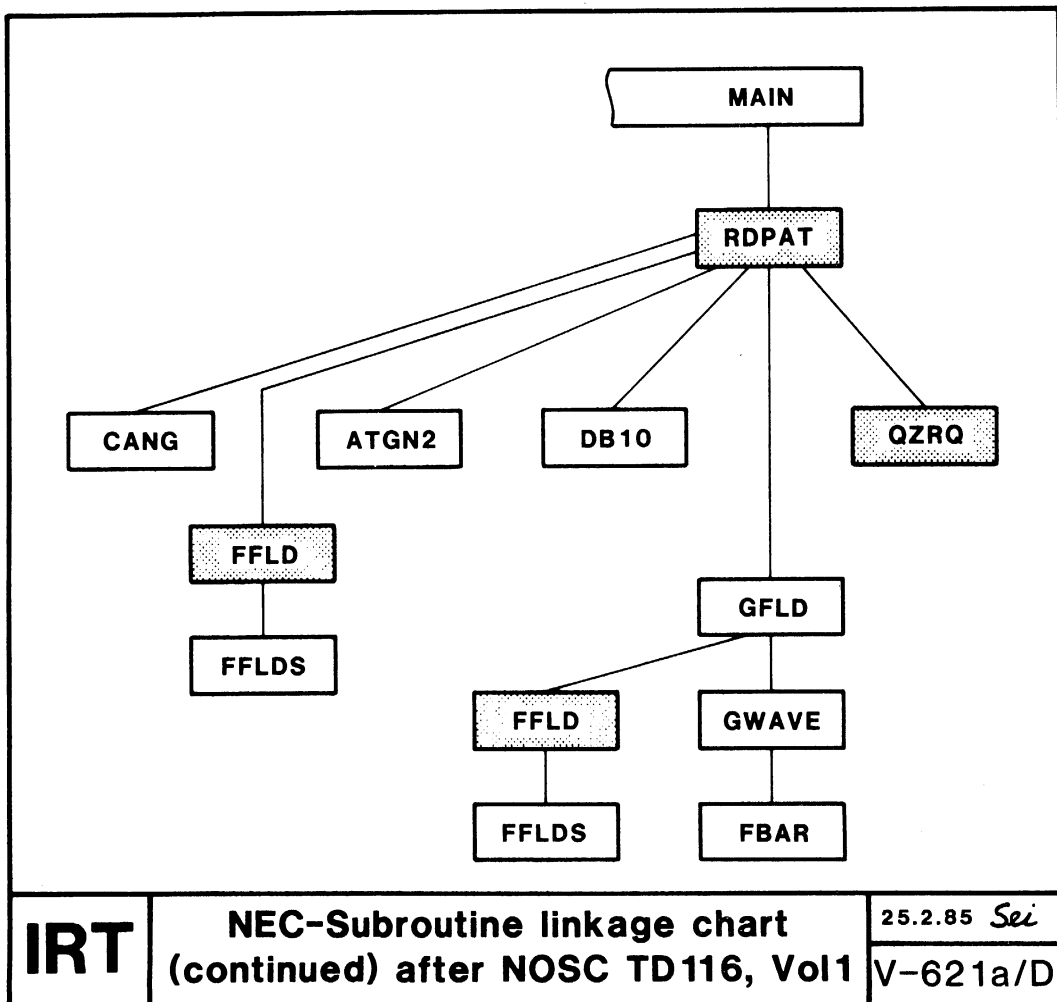 MAIN
RDPAT
CANG
ATGN2
DB10
QZRQ
FFLD
GFLD
FFLDS
FFLD
GWAVE
FFLDS
FBAR
IRT
NEC-Subroutine linkage chart
(continued) after NOSC TD116, Vol1
25.2.85 Sei
V-621a/D